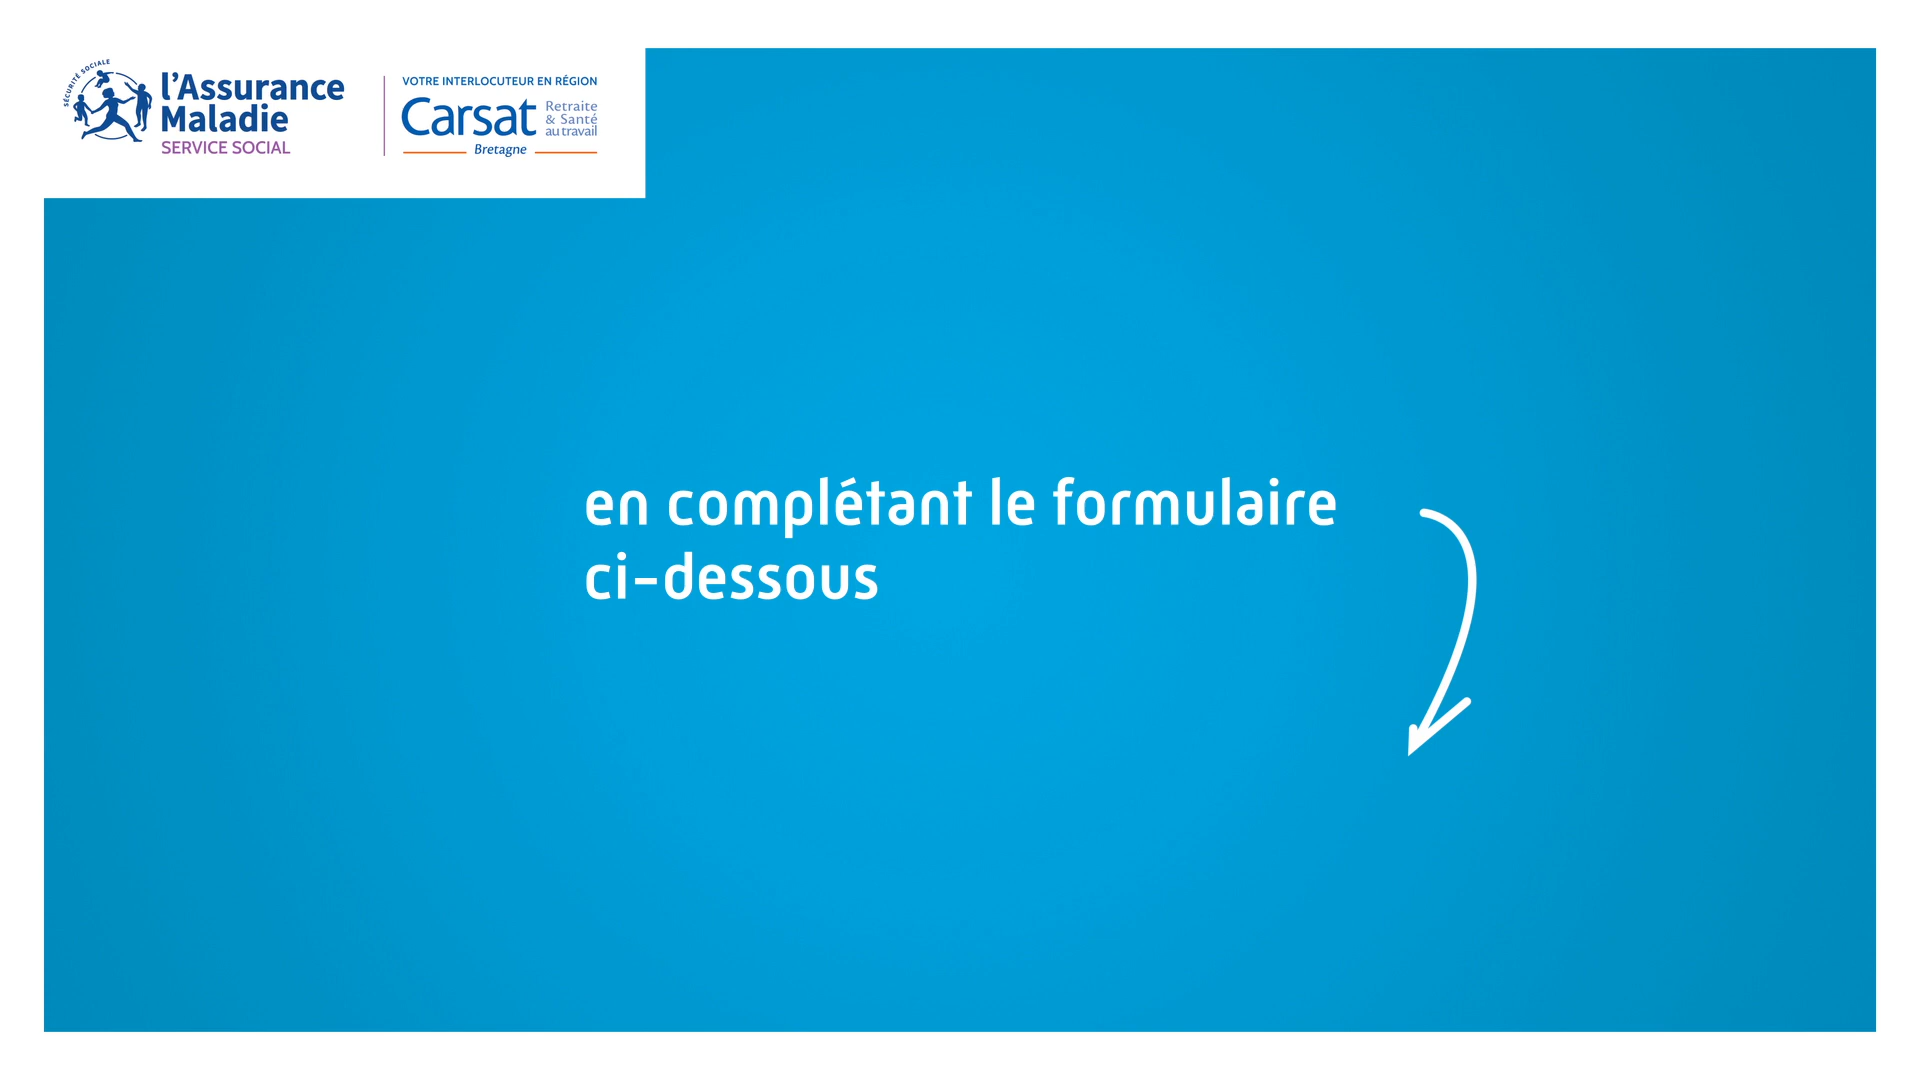 SÉCURITÉ SOCIALE
l'Assurance
Maladie
SERVICE SOCIAL
VOTRE INTERLOCUTEUR EN RÉGION
Carsat
Retraite
& Santé
au travail
Bretagne
en complétant le formulaire
ci-dessous